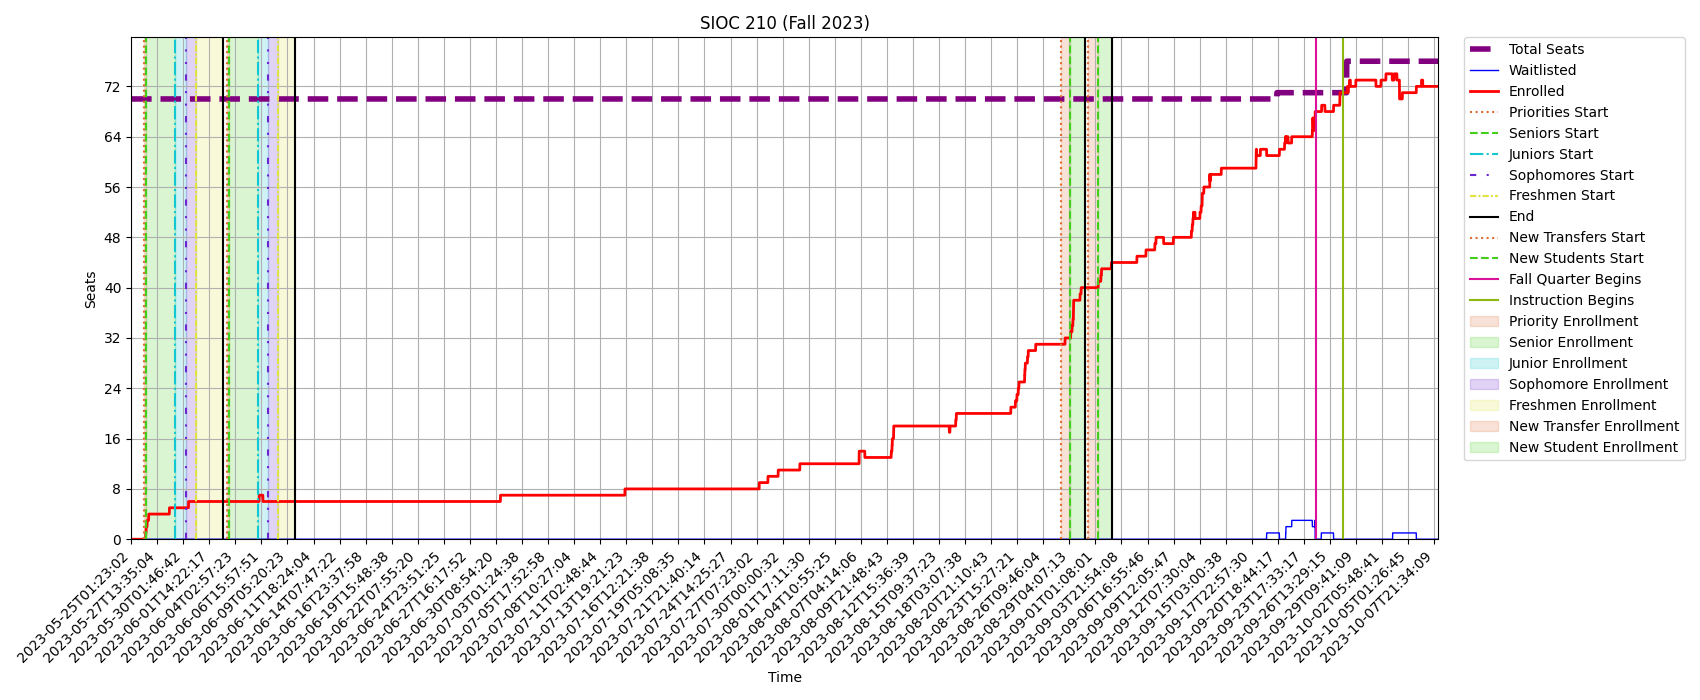 SIOC 210 (Fall 2023)
Seats
72
64
56
48
40
32
24
16
8
0
2023-05-25T01:23:02
2023-05-27T13:35:04
2023-05-30T01:46:42
2023-06-01T14:22:17
2023-06-04T02:57:23
2023-06-06T15:57:51
2023-06-09T05:20:23
2023-06-11T18:24:04
2023-06-14T07:47:22
2023-06-16T23:37:58
2023-06-19T15:48:38
2023-06-22T07:55:20
2023-06-24T23:51:25
2023-06-27T16:17:52
2023-06-30T08:54:20
2023-07-03T01:24:38
2023-07-05T17:52:58
2023-07-08T10:27:04
2023-07-11T02:48:44
2023-07-13T19:21:23
2023-07-16T12:21:38
2023-07-19T05:08:35
2023-07-21T21:40:14
2023-07-24T14:25:27
2023-07-27T07:23:02
2023-07-30T00:00:32
2023-08-01T17:11:30
2023-08-04T10:55:25
2023-08-07T04:14:06
2023-08-09T21:48:43
2023-08-12T15:36:39
2023-08-15T09:37:23
2023-08-18T03:07:38
2023-08-20T21:10:43
2023-08-23T15:27:21
2023-08-26T09:46:04
2023-08-29T04:07:13
2023-09-01T01:08:01
2023-09-03T21:54:08
2023-09-06T16:55:46
2023-09-09T12:05:47
2023-09-12T07:30:04
2023-09-15T03:00:38
2023-09-17T22:57:30
2023-09-20T18:44:17
2023-09-23T17:33:17
2023-09-26T13:29:15
2023-09-29T09:41:09
2023-10-02T05:48:41
2023-10-05T01:26:45
2023-10-07T21:34:09
Time
Total Seats
Waitlisted
Enrolled
Priorities Start
Seniors Start
Juniors Start
Sophomores Start
Freshmen Start
End
New Transfers Start
New Students Start
Fall Quarter Begins
Instruction Begins
Priority Enrollment
Senior Enrollment
Junior Enrollment
Sophomore Enrollment
Freshmen Enrollment
New Transfer Enrollment
New Student Enrollment